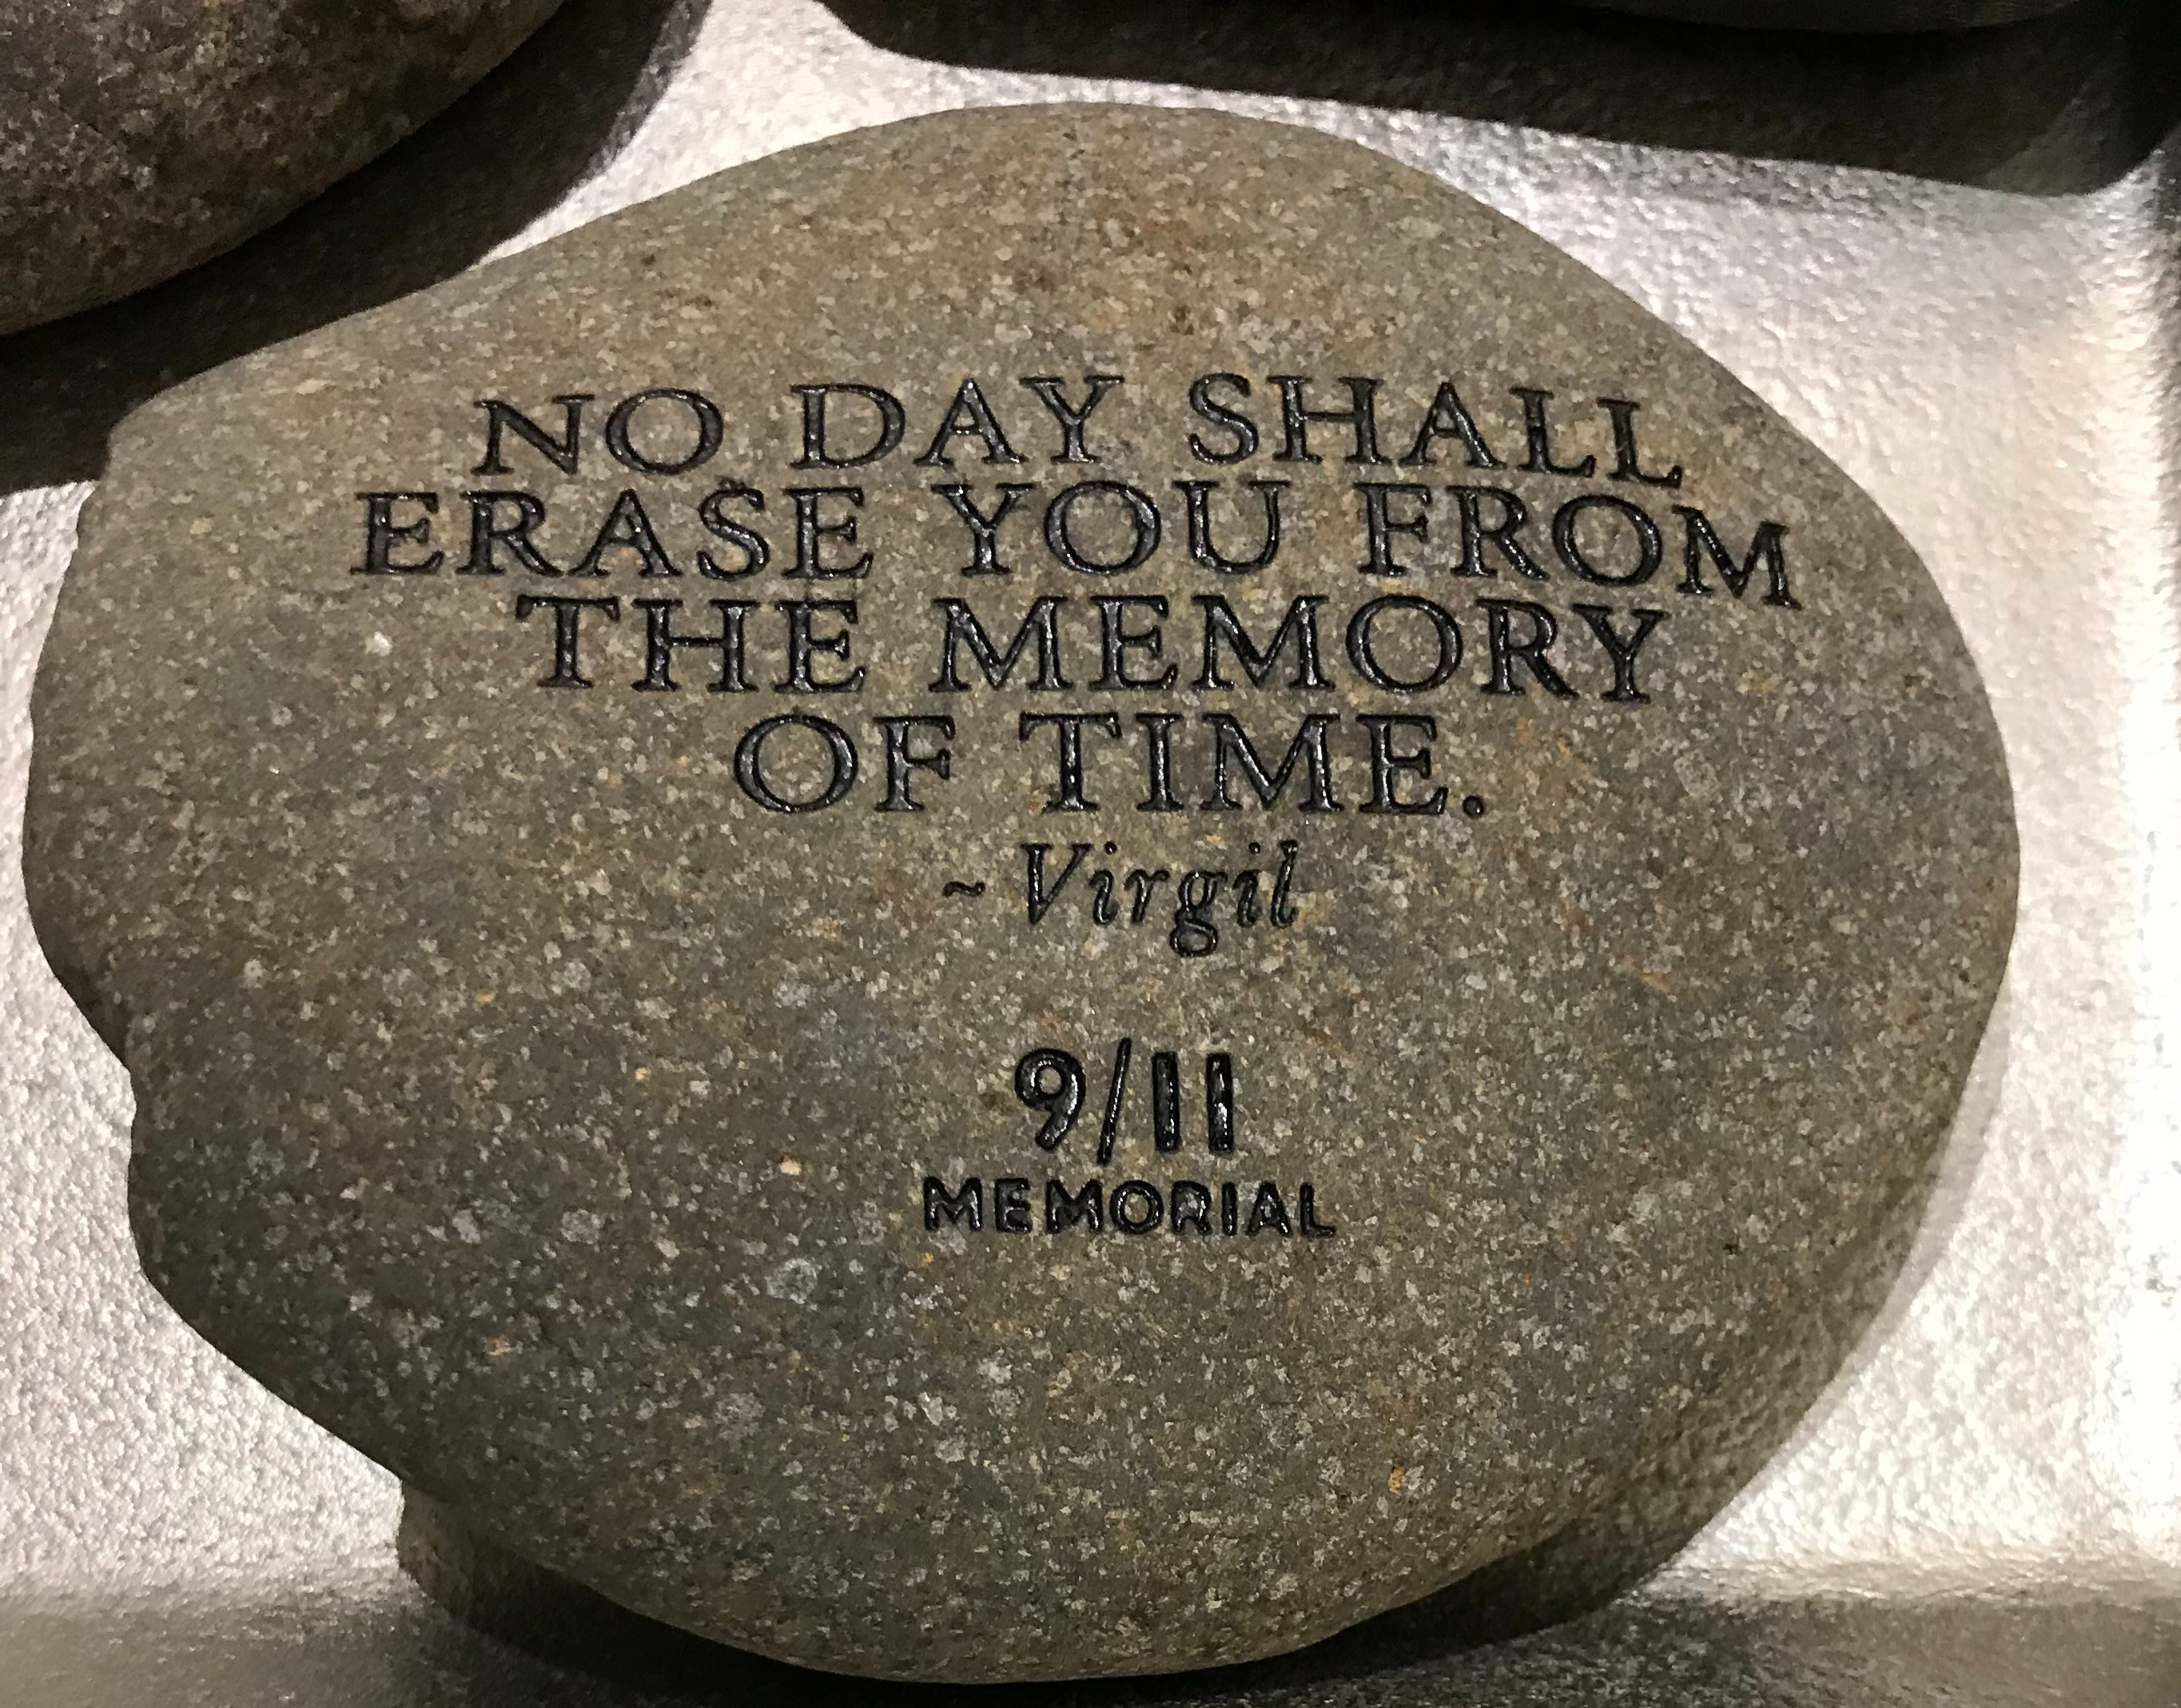 NO DAY SHALL
ERASE YOU FROM
THE MEMORY
OF TIME.
~ Virgil
9/11
MEMORIAL